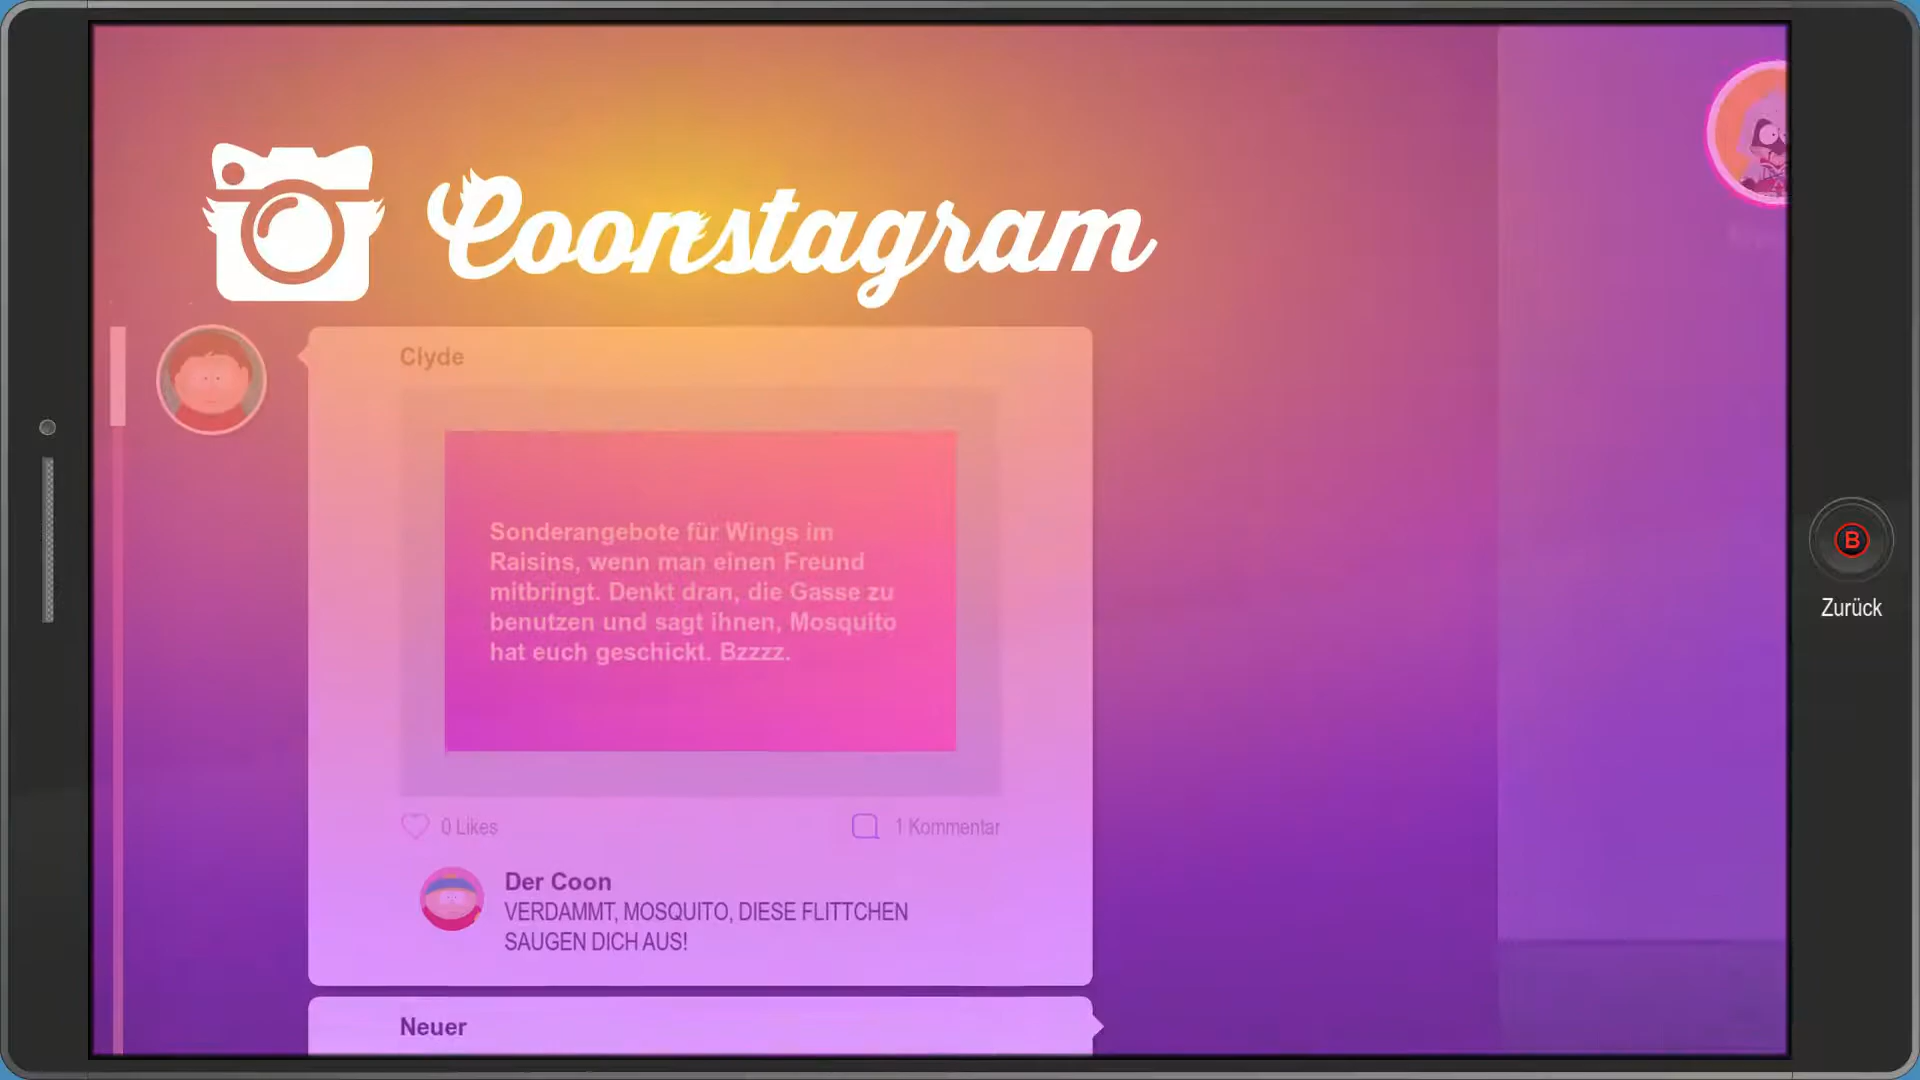 Coonstagram
Clyde
Sonderangebote für Wings im
Raisins, wenn man einen Freund
mitbringt. Denkt dran, die Gasse zu
benutzen und sagt ihnen, Mosquito
hat euch geschickt. Bzzzz.
0 Likes
1 Kommentar
Der Coon
VERDAMMT, MOSQUITO, DIESE FLITTCHEN
SAUGEN DICH AUS!
Neuer
B
Zurück